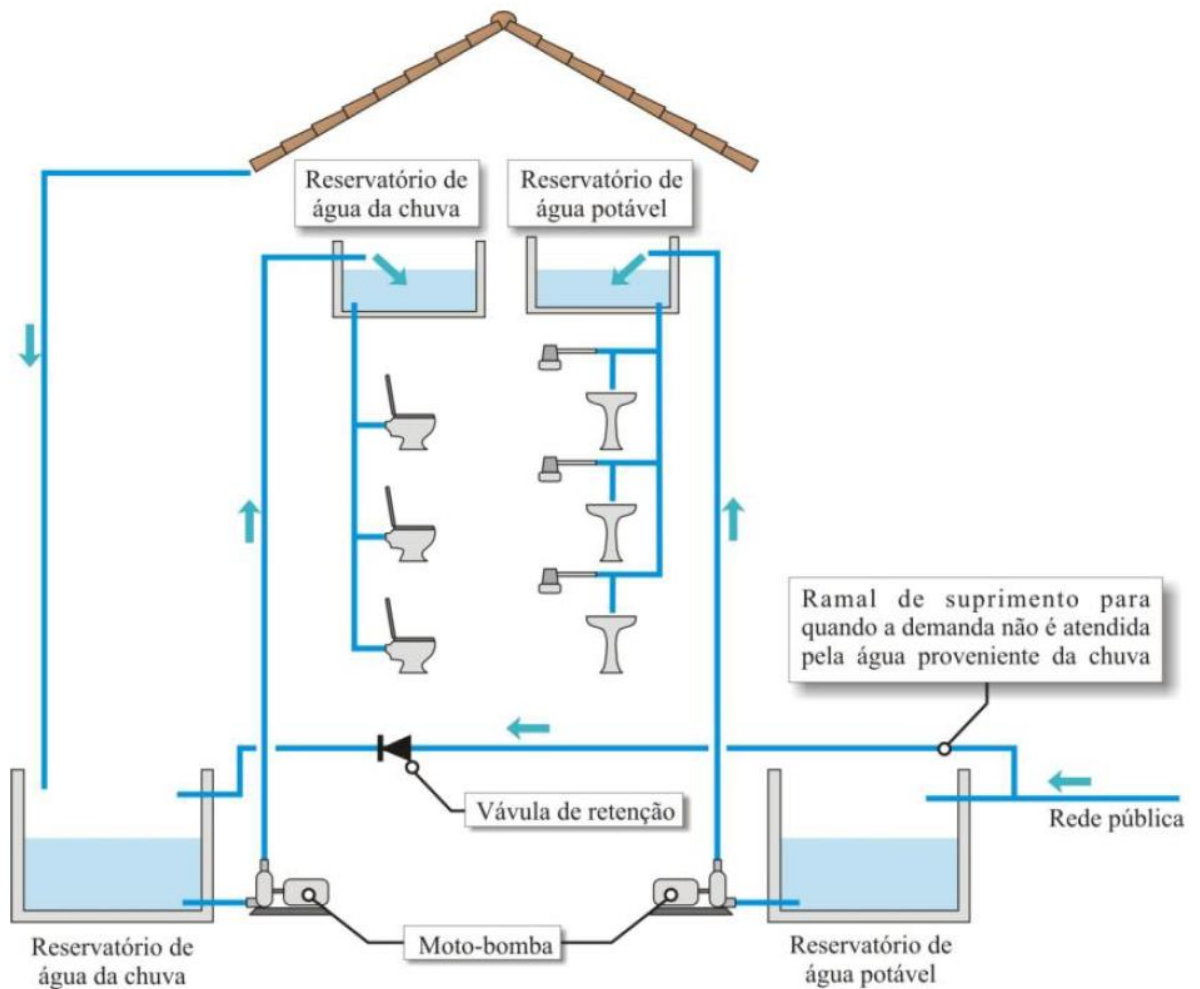 Reservatório de
água da chuva
Reservatório de
água potável
Ramal de suprimento para
quando a demanda não é atendida
pela água proveniente da chuva
Vávula de retenção
Rede pública
Moto-bomba
Reservatório de
água da chuva
Reservatório de
água potável